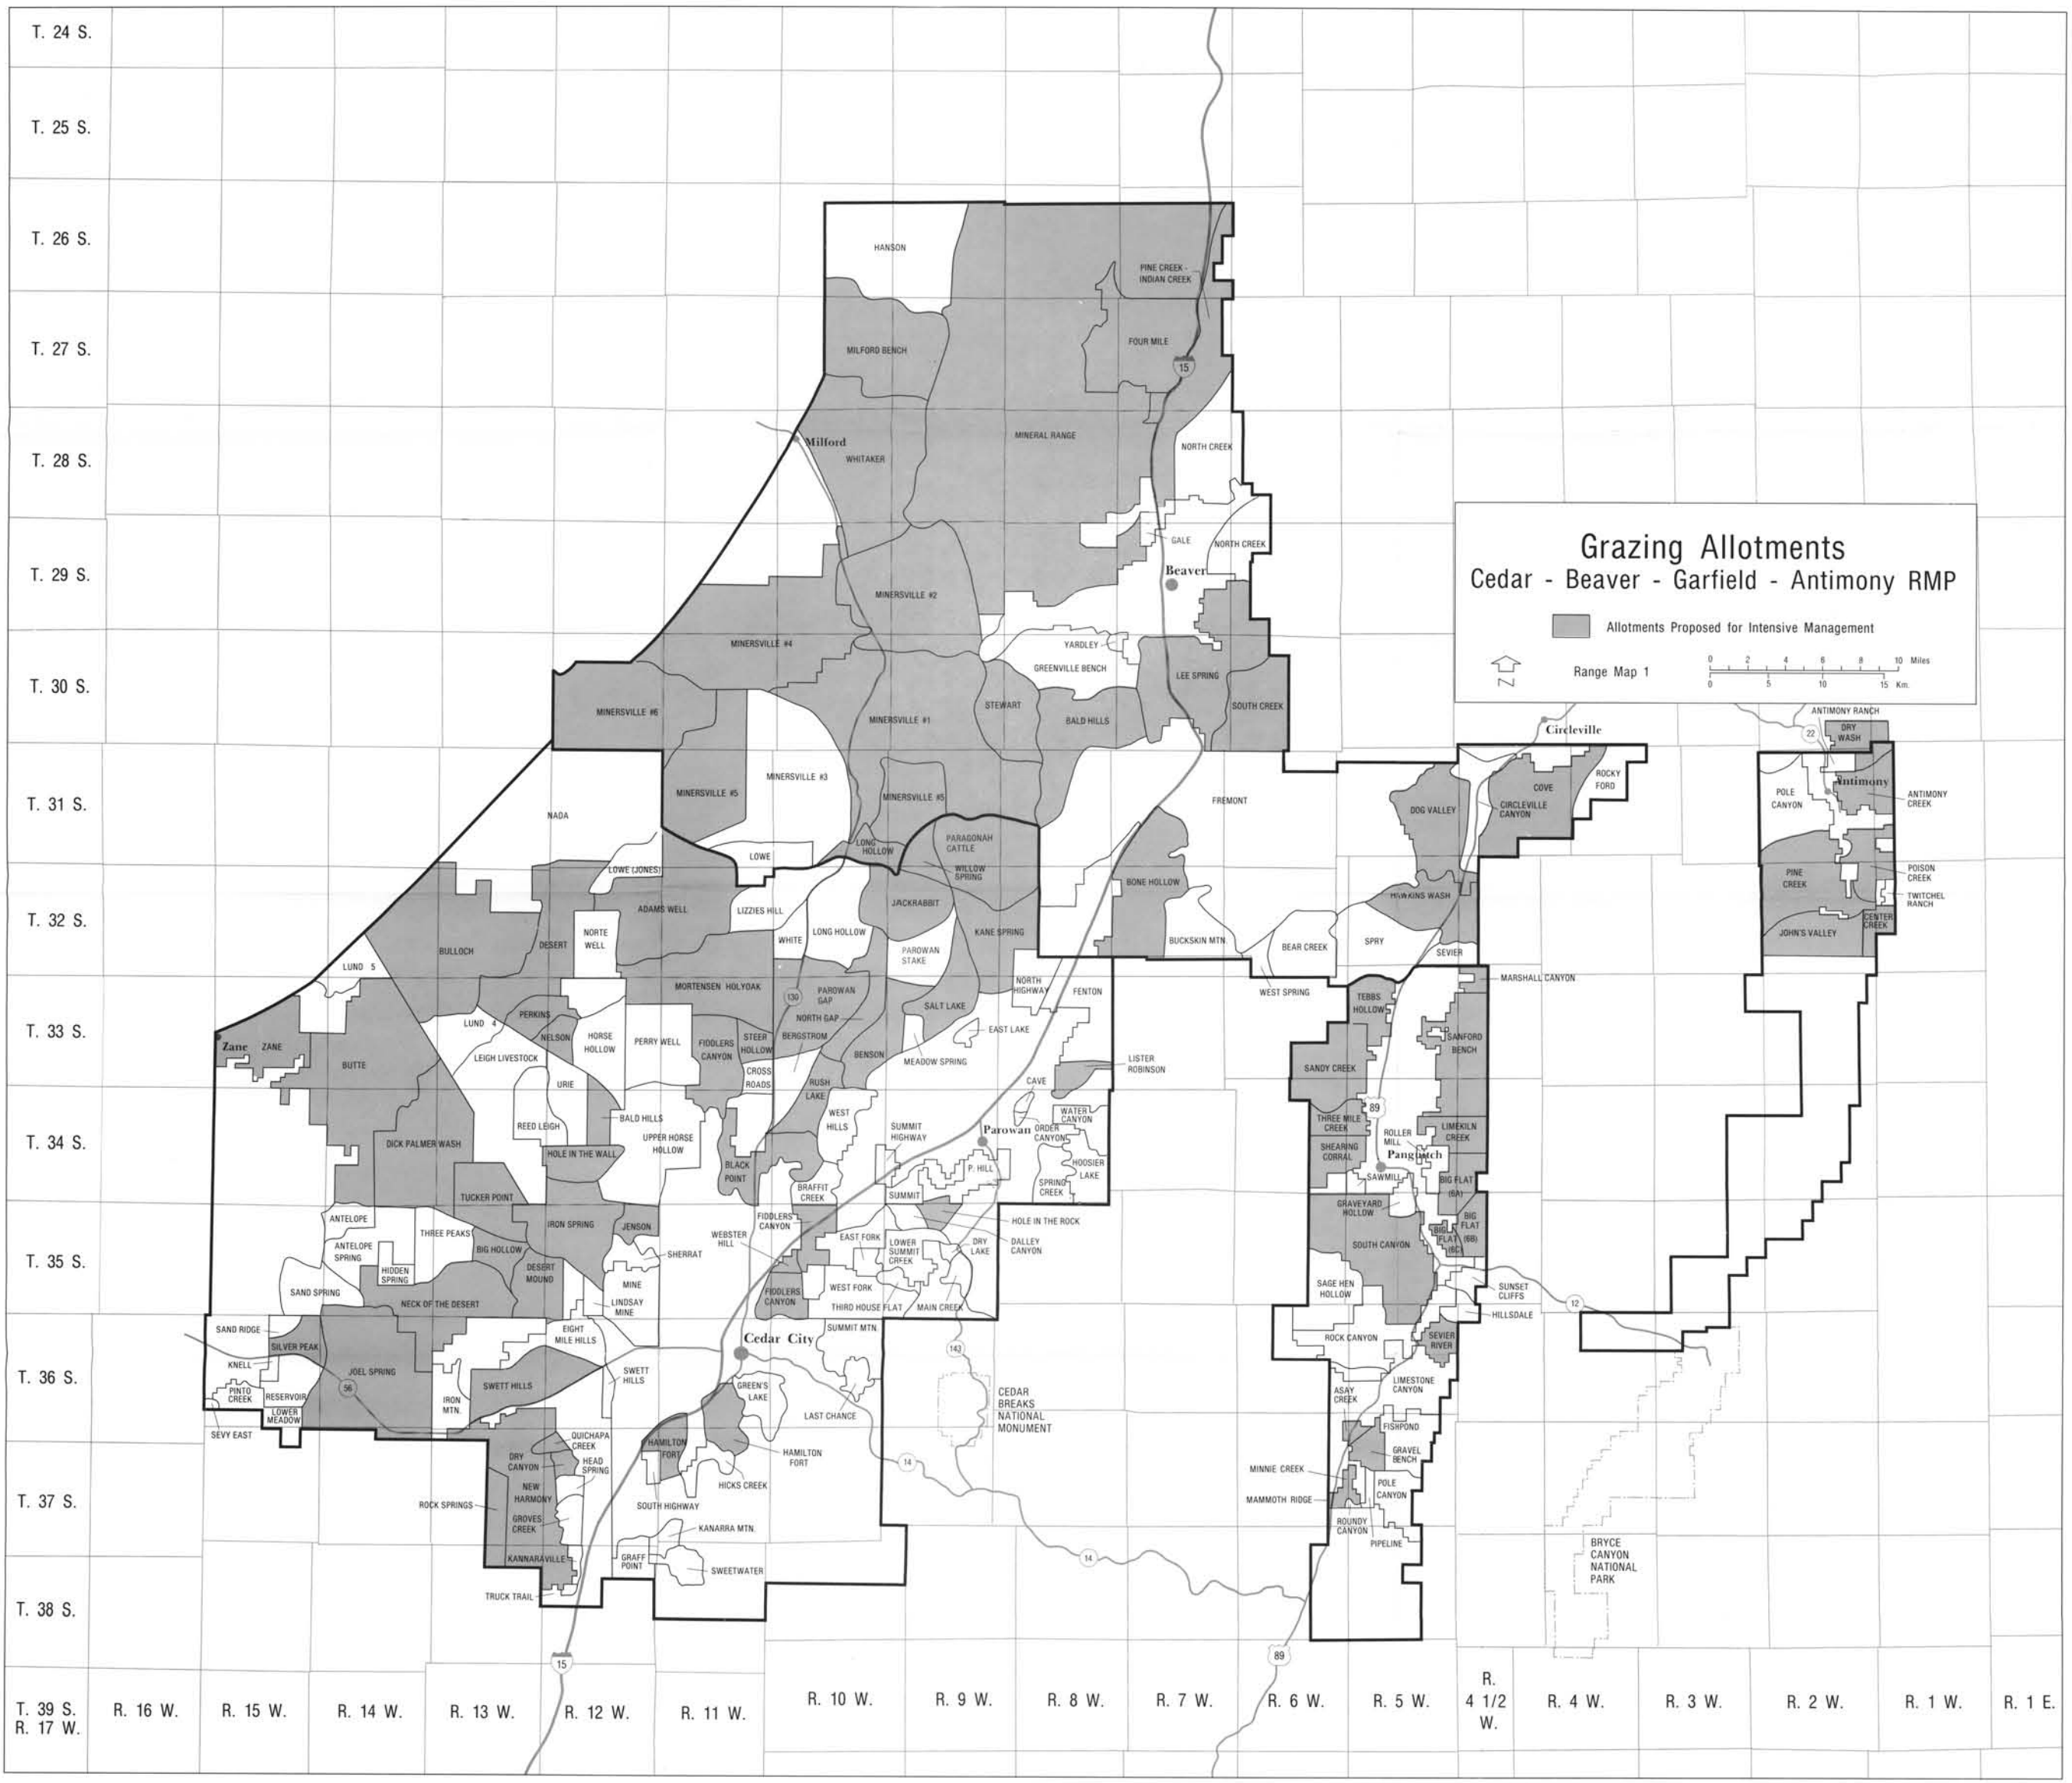 T. 24 S.
T. 25 S.
T. 26 S.
T. 27 S.
T. 28 S.
T. 29 S.
T. 30 S.
T. 31 S.
T. 32 S.
T. 33 S.
T. 34 S.
T. 35 S.
T. 36 S.
T. 37 S.
T. 38 S.
T. 39 S.
R. 17 W.
R. 16 W.
R. 15 W.
R. 14 W.
R. 13 W.
R. 12 W.
R. 11 W.
R. 10 W.
R. 9 W.
R. 8 W.
R. 7 W.
R. 6 W.
R. 5 W.
R.
4 1/2
W.
R. 4 W.
R. 3 W.
R. 2 W.
R. 1 W.
R. 1 E.
Grazing Allotments
Cedar - Beaver - Garfield - Antimony RMP
Allotments Proposed for Intensive Management
N
Range Map 1
0 2 4 6 8 10 Miles
0 5 10 15 Km.
HANSON
PINE CREEK -
INDIAN CREEK
MILFORD BENCH
FOUR MILE
15
MINERAL RANGE
Milford
WHITAKER
NORTH CREEK
GALE
NORTH CREEK
Beaver
MINERSVILLE #2
MINERSVILLE #4
YARDLEY
GREENVILLE BENCH
LEE SPRING
MINERSVILLE #6
MINERSVILLE #1
STEWART
BALD HILLS
SOUTH CREEK
Circleville
ANTIMONY RANCH
22
DRY
WASH
MINERSVILLE #5
MINERSVILLE #3
MINERSVILLE #5
NADA
FREMONT
DOG VALLEY
COVE
CIRCLEVILLE
CANYON
ROCKY
FORD
POLE
CANYON
Antimony
ANTIMONY
CREEK
LOWE
LONG
HOLLOW
PARAGONAH
CATTLE
WILLOW
SPRING
LOWE (JONES)
BONE HOLLOW
HAWKINS WASH
PINE
CREEK
POISON
CREEK
TWITCHEL
RANCH
CENTER
CREEK
JOHN'S VALLEY
ADAMS WELL
LIZZIES HILL
JACKRABBIT
BULLOCH
DESERT
NORTE
WELL
WHITE
LONG HOLLOW
KANE SPRING
PAROWAN
STAKE
BUCKSKIN MTN.
BEAR CREEK
SPRY
SEVIER
LUND 5
MORTENSEN HOLYOAK
130
PAROWAN
GAP
NORTH
HIGHWAY
FENTON
WEST SPRING
TEBBS
HOLLOW
MARSHALL CANYON
SALT LAKE
NORTH GAP
EAST LAKE
PERKINS
LUND 4
NELSON
HORSE
HOLLOW
PERRY WELL
FIDDLERS
CANYON
STEER
HOLLOW
BERGSTROM
BENSON
MEADOW SPRING
SANFORD
BENCH
Zane
ZANE
BUTTE
LEIGH LIVESTOCK
URIE
CROSS
ROADS
RUSH
LAKE
LISTER
ROBINSON
SANDY CREEK
CAVE
89
REED LEIGH
BALD HILLS
WEST
HILLS
SUMMIT
HIGHWAY
Parowan
WATER
CANYON
ORDER
CANYON
THREE MILE
CREEK
LIMEKILN
CREEK
ROLLER
MILL
DICK PALMER WASH
HOLE IN THE WALL
UPPER HORSE
HOLLOW
BLACK
POINT
P. HILL
HOOSIER
LAKE
SHEARING
CORRAL
Panguitch
SAWMILL
BIG FLAT
(6A)
TUCKER POINT
BRAFFIT
CREEK
SUMMIT
SPRING
CREEK
GRAVEYARD
HOLLOW
BIG
FLAT
(6B)
ANTELOPE
THREE PEAKS
IRON SPRING
JENSON
FIDDLERS
CANYON
HOLE IN THE ROCK
BIG
FLAT
(6C)
WEBSTER
HILL
EAST FORK
LOWER
SUMMIT
CREEK
DRY
LAKE
DALLEY
CANYON
SOUTH CANYON
ANTELOPE
SPRING
BIG HOLLOW
SHERRAT
HIDDEN
SPRING
DESERT
MOUND
MINE
SAND SPRING
NECK OF THE DESERT
LINDSAY
MINE
FIDDLERS
CANYON
WEST FORK
THIRD HOUSE FLAT
MAIN CREEK
SAGE HEN
HOLLOW
SUNSET
CLIFFS
12
HILLSDALE
SAND RIDGE
SILVER PEAK
EIGHT
MILE HILLS
Cedar City
SUMMIT MTN.
ROCK CANYON
SEVIER
RIVER
143
KNELL
JOEL SPRING
56
SWETT HILLS
SWETT
HILLS
PINTO
CREEK
RESERVOIR
LOWER
MEADOW
SEVY EAST
IRON
MTN.
GREEN'S
LAKE
LAST CHANCE
CEDAR
BREAKS
NATIONAL
MONUMENT
LIMESTONE
CANYON
ASAY
CREEK
FISHPOND
QUICHAPA
CREEK
HAMILTON
FORT
HAMILTON
FORT
DRY
CANYON
HEAD
SPRING
14
GRAVEL
BENCH
MINNIE CREEK
HICKS CREEK
NEW
HARMONY
POLE
CANYON
MAMMOTH RIDGE
ROCK SPRINGS
SOUTH HIGHWAY
GROVES
CREEK
KANARRA MTN.
ROUNDY
CANYON
PIPELINE
KANNARAVILLE
GRAFF
POINT
SWEETWATER
14
TRUCK TRAIL
BRYCE
CANYON
NATIONAL
PARK
15
89